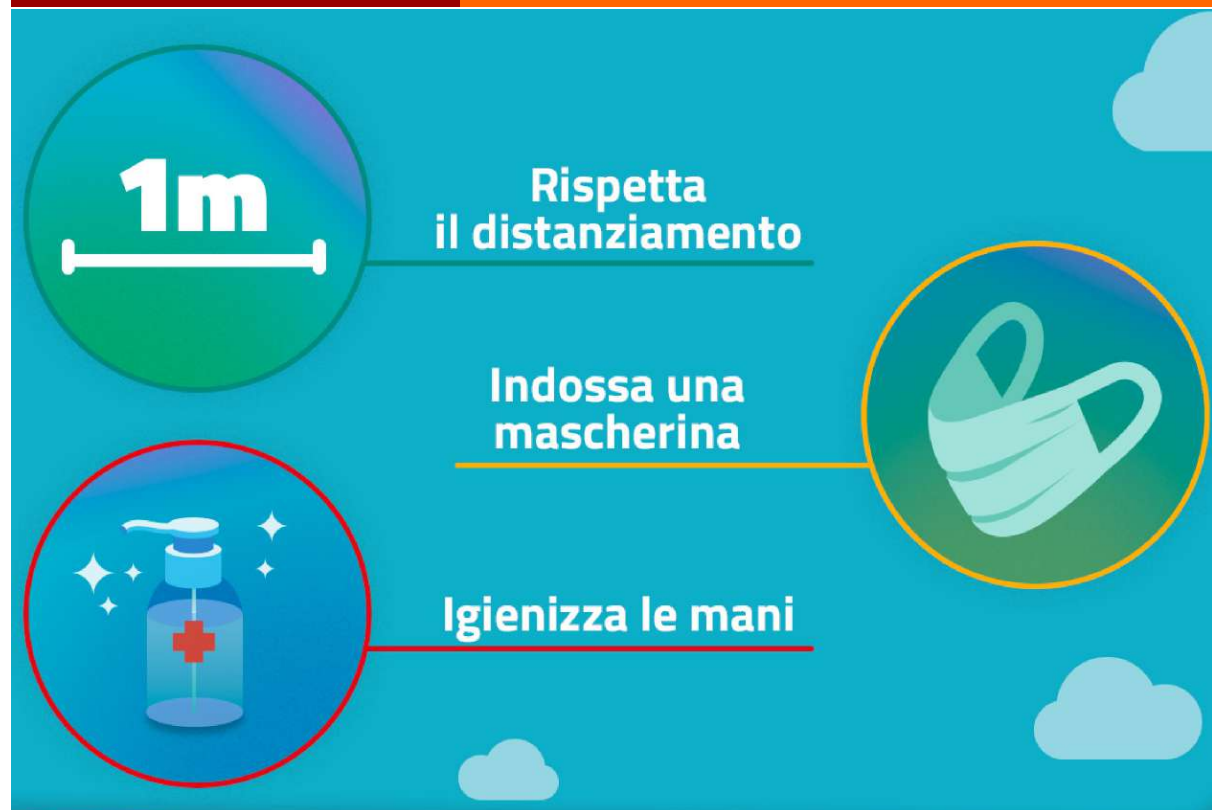 1m
Rispetta
il distanziamento
Indossa una
mascherina
Igienizza le mani